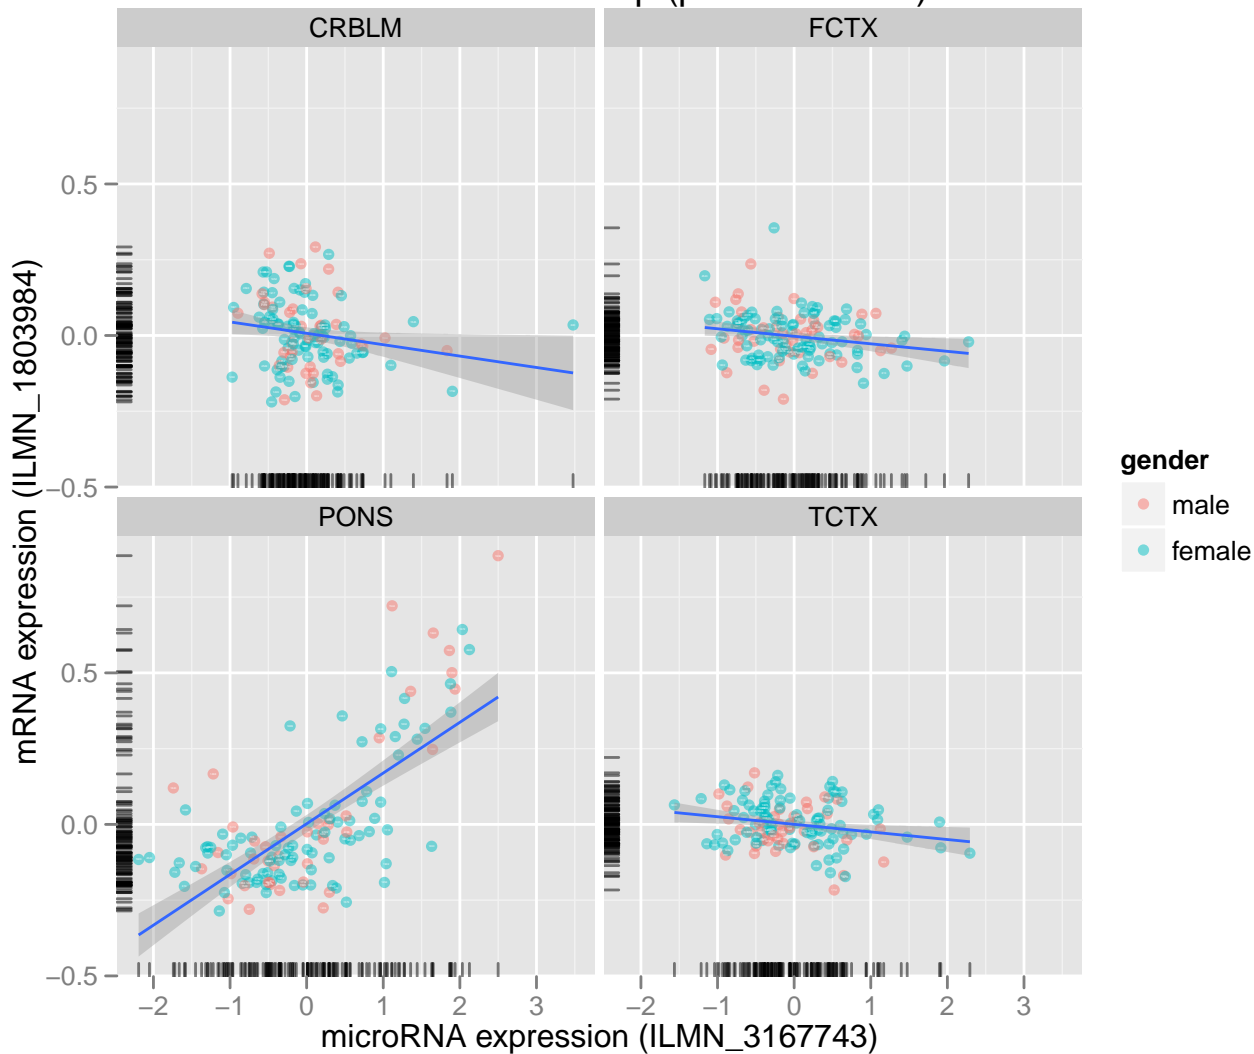 CRBLM
FCTX
0.5
0.0
−0.5
PONS
TCTX
0.5
0.0
−0.5
−2 −1 0 1 2 3
−2 −1 0 1 2 3
microRNA expression (ILMN_3167743)
mRNA expression (ILMN_1803984)
gender
male
female